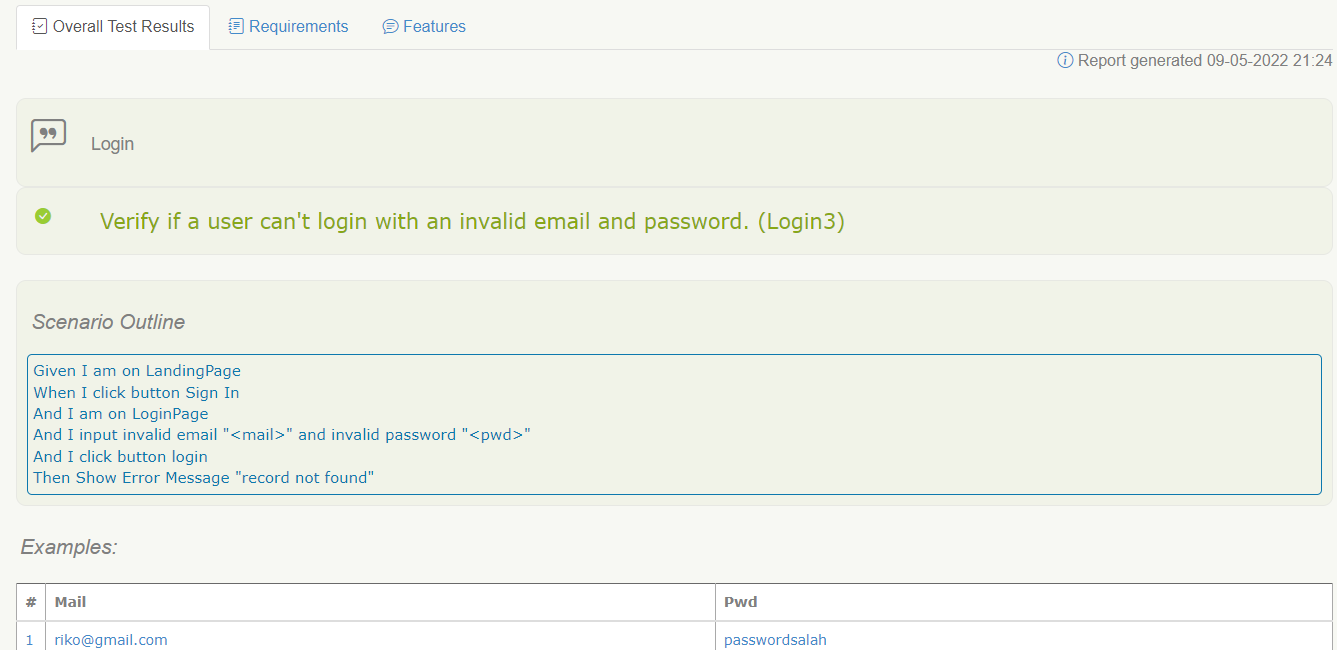 Overall Test Results Requirements Features
Report generated 09-05-2022 21:24
Login
Verify if a user can't login with an invalid email and password. (Login3)
Scenario Outline
Given I am on LandingPage
When I click button Sign In
And I am on LoginPage
And I input invalid email "<mail>" and invalid password "<pwd>"
And I click button login
Then Show Error Message "record not found"
Examples:
# Mail Pwd
1 riko@gmail.com passwordsalah